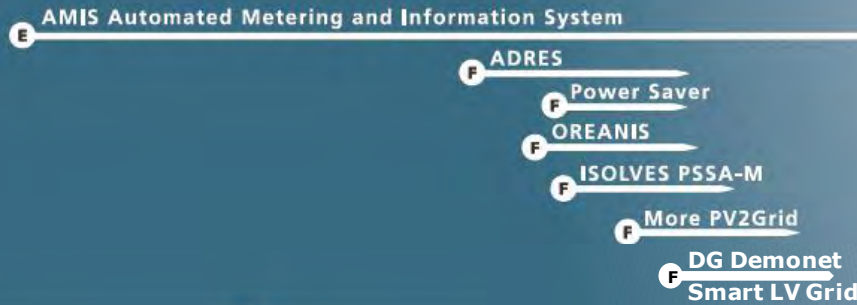 AMIS Automated Metering and Information System
E
ADRES
F
Power Saver
F
OREANIS
F
ISOLVES PSSA-M
F
More PV2Grid
F
DG Demonet
F
Smart LV Grid